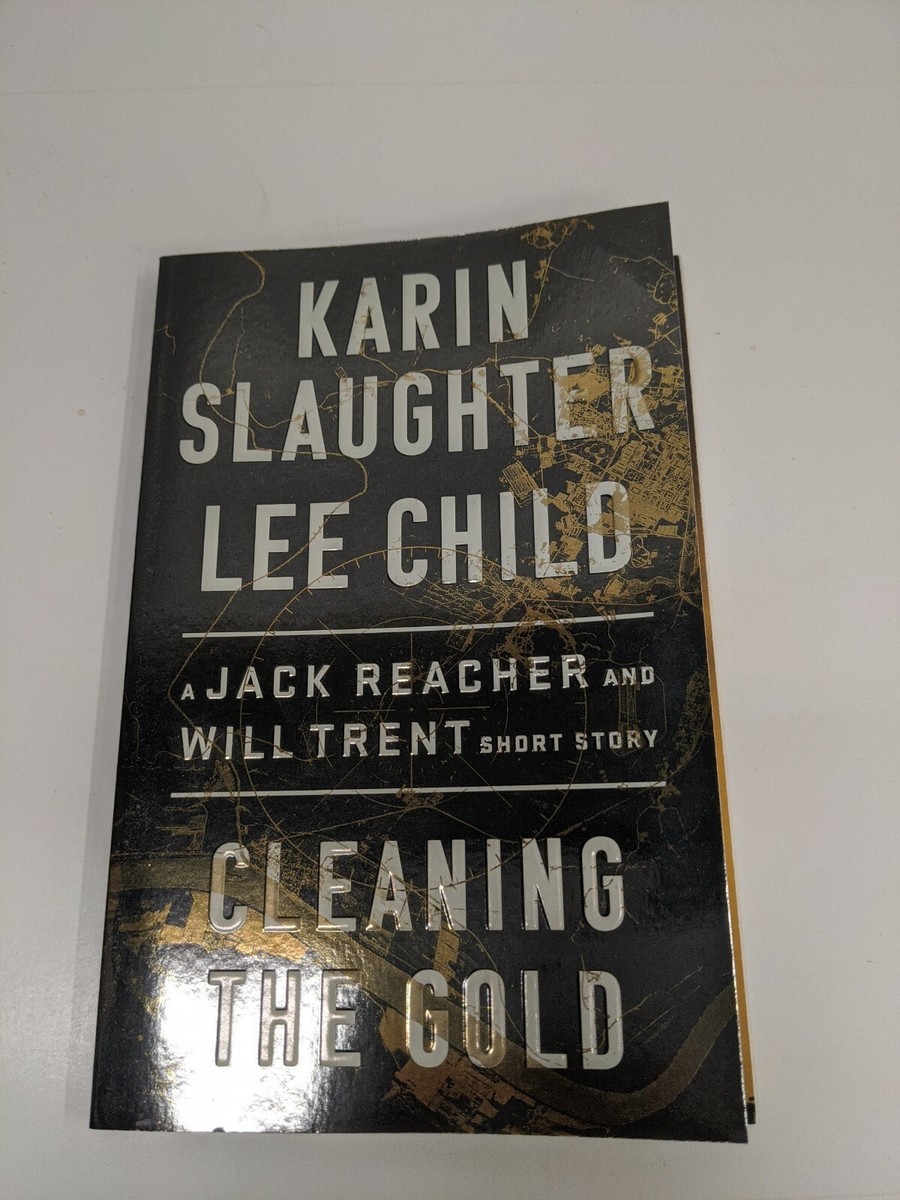 KARIN
SLAUGHTER
LEE CHILD
A JACK REACHER AND
WILL TRENT SHORT STORY
CLEANING
THE GOLD